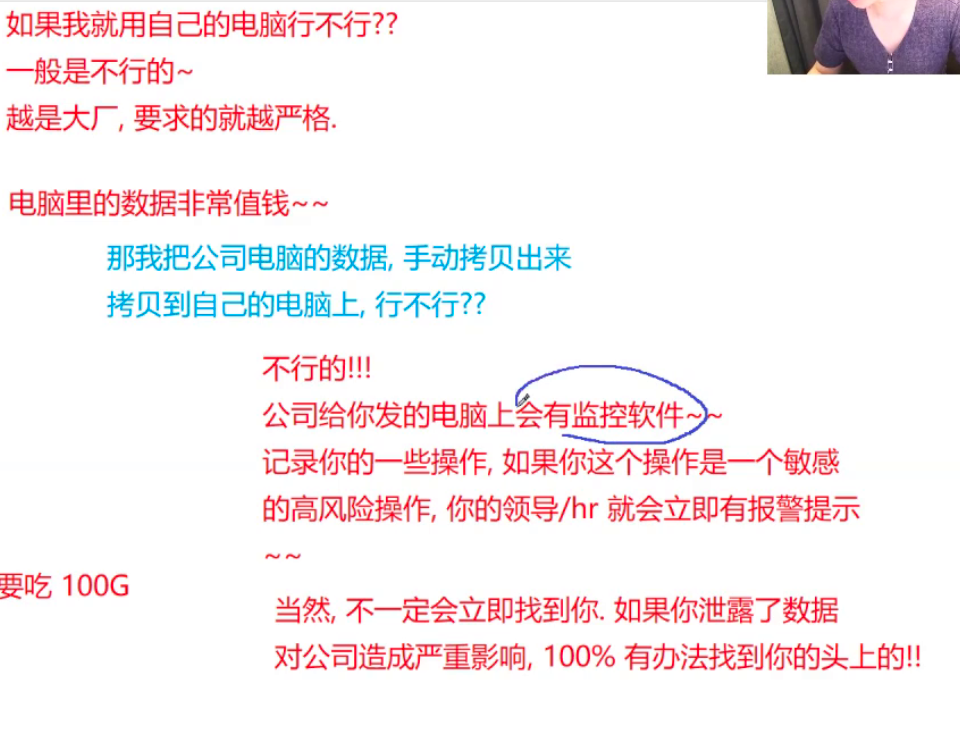 如果我就用自己的电脑行不行??
一般是不行的~
越是大厂, 要求的就越严格.
电脑里的数据非常值钱~~
那我把公司电脑的数据, 手动拷贝出来
拷贝到自己的电脑上, 行不行??
不行的!!!
公司给你发的电脑上会有监控软件~~
记录你的一些操作, 如果你这个操作是一个敏感
的高风险操作, 你的领导/hr 就会立即有报警提示
~~
要吃 100G
当然, 不一定会立即找到你. 如果你泄露了数据
对公司造成严重影响, 100% 有办法找到你的头上的!!